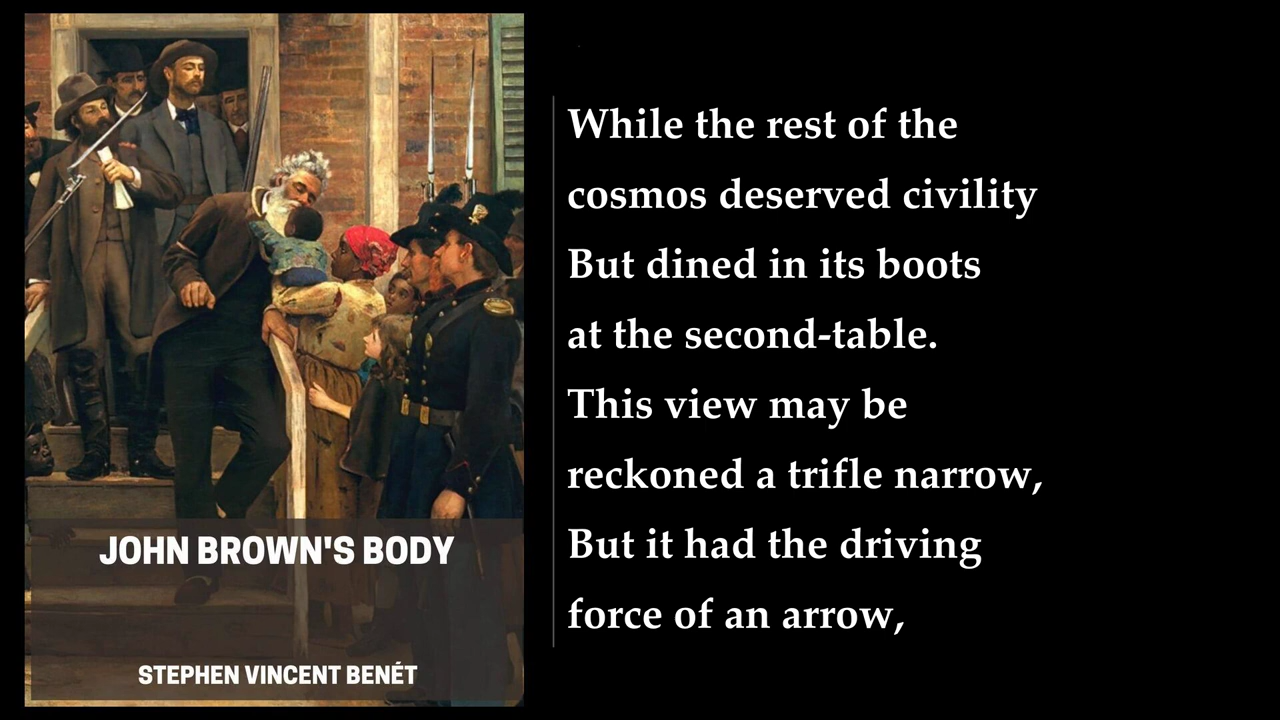 JOHN BROWN'S BODY
STEPHEN VINCENT BENÉT
While the rest of the
cosmos deserved civility
But dined in its boots
at the second-table.
This view may be
reckoned a trifle narrow,
But it had the driving
force of an arrow,